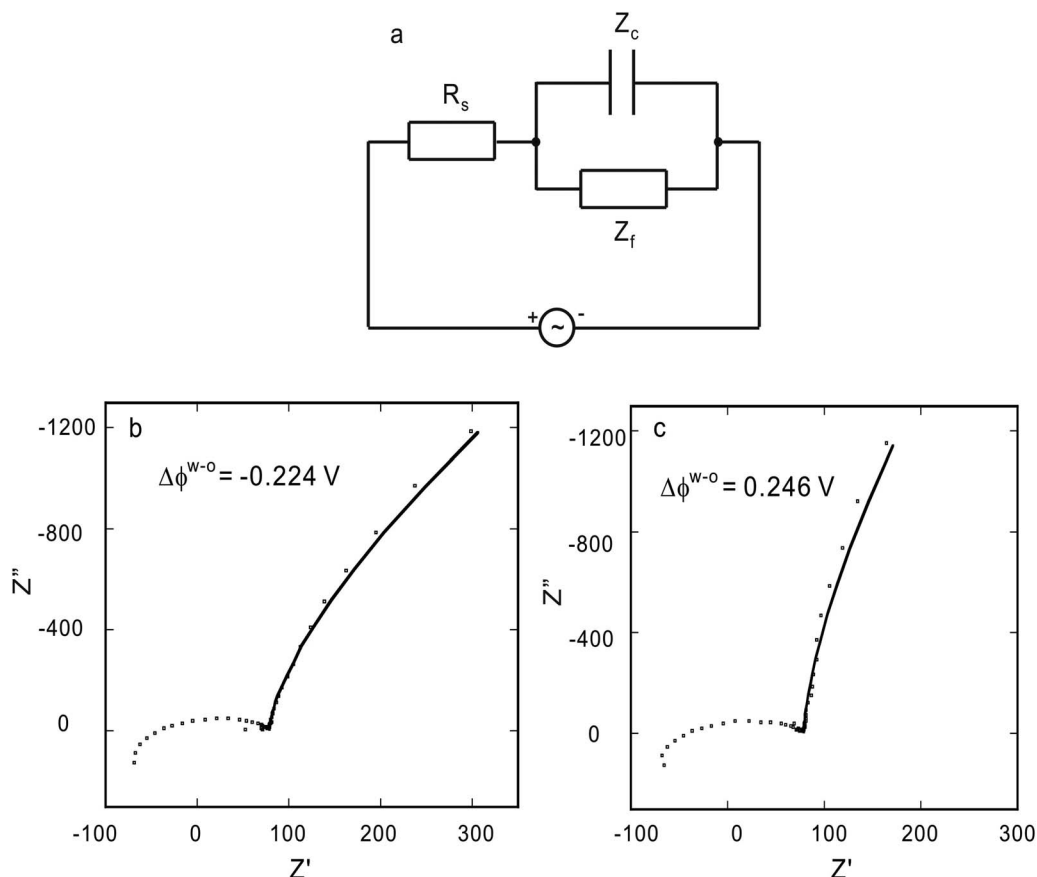 a
Z_c
R_s
Z_f
+ ~ -
b
Δϕ^w-o = -0.224 V
-1200
-800
-400
0
Z"
-100 0 100 200 300
Z'
c
Δϕ^w-o = 0.246 V
-1200
-800
-400
0
Z"
-100 0 100 200 300
Z'